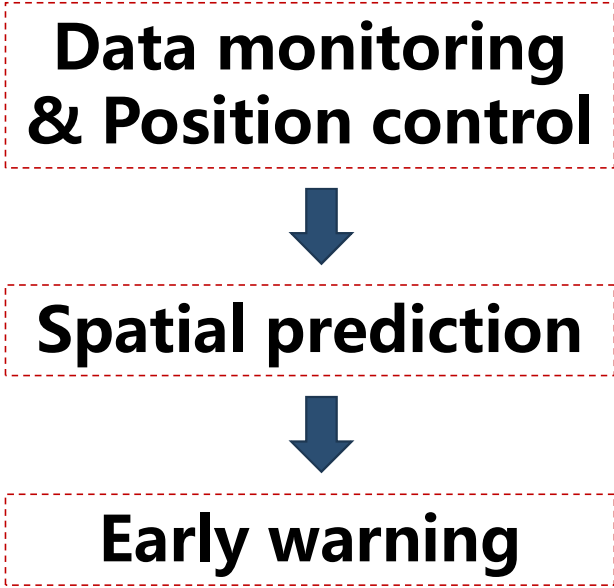 Data monitoring
& Position control
Spatial prediction
Early warning